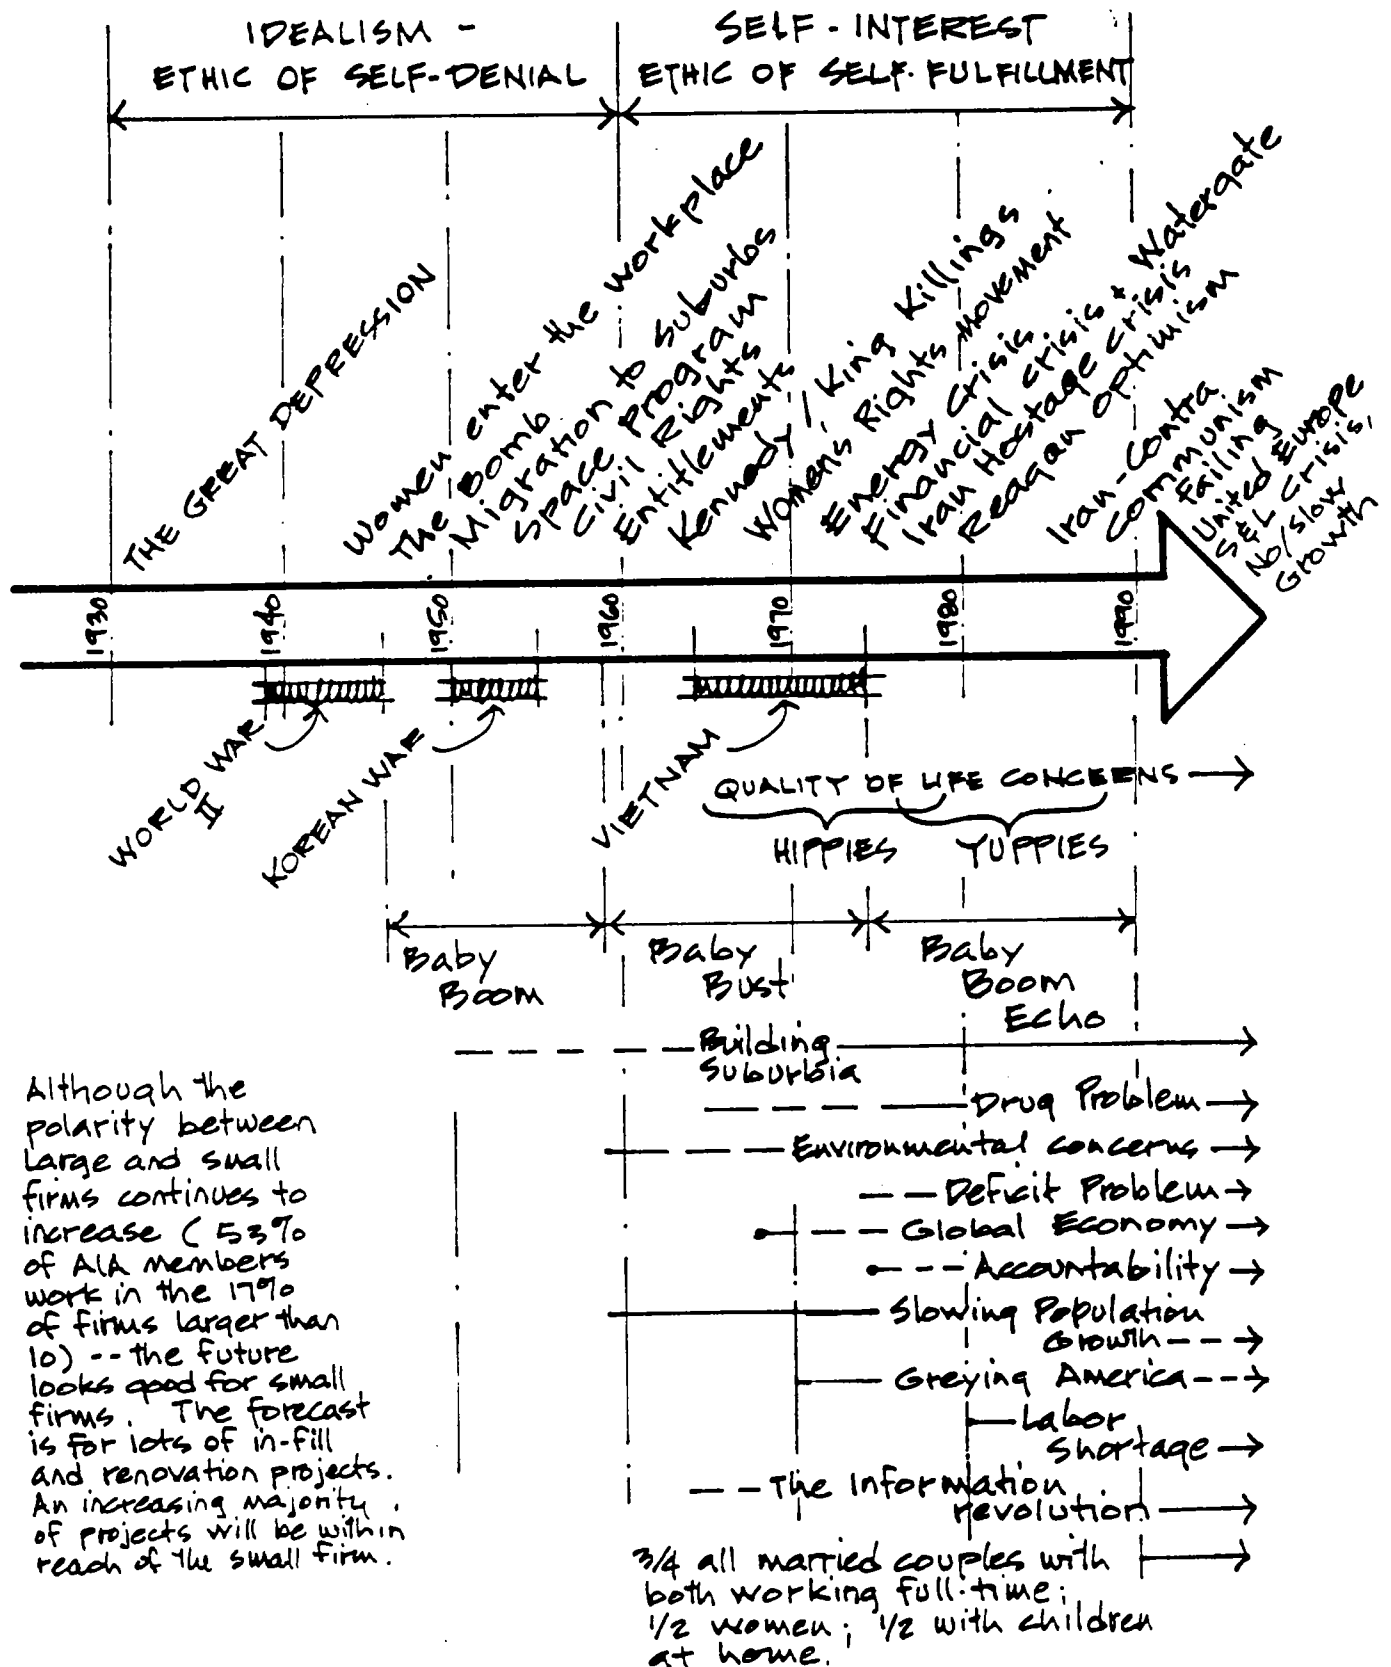 IDEALISM -
ETHIC OF SELF-DENIAL
SELF-INTEREST
ETHIC OF SELF-FULFILLMENT
THE GREAT DEPRESSION
Women enter the workplace
The Bomb
Migration to Suburbs
Space Program
Civil Rights
Entitlements
Kennedy / King Killings
Womens Rights Movement
Energy Crisis
Financial crisis + Watergate
Iran Hostage crisis
Reagan Optimism
Iran-Contra
Communism
Failing
United Europe
S&L Crisis,
No/Slow
Growth
1930
1940
1950
1960
1970
1980
1990
WORLD WAR
II
KOREAN WAR
VIETNAM
QUALITY OF LIFE CONCERNS
HIPPIES
YUPPIES
Baby
Boom
Baby
Bust
Baby
Boom
Echo
Building
Suburbia
Drug Problem
Environmental concerns
Deficit Problem
Global Economy
Accountability
Slowing Population
Growth
Greying America
Labor
Shortage
The Information
revolution
3/4 all married couples with
both working full-time;
1/2 women; 1/2 with children
at home.
Although the
polarity between
Large and small
firms continues to
increase (53%
of AIA members
work in the 17%
of firms larger than
10) -- the future
looks good for small
firms. The forecast
is for lots of in-fill
and renovation projects.
An increasing majority
of projects will be within
reach of the small firm.